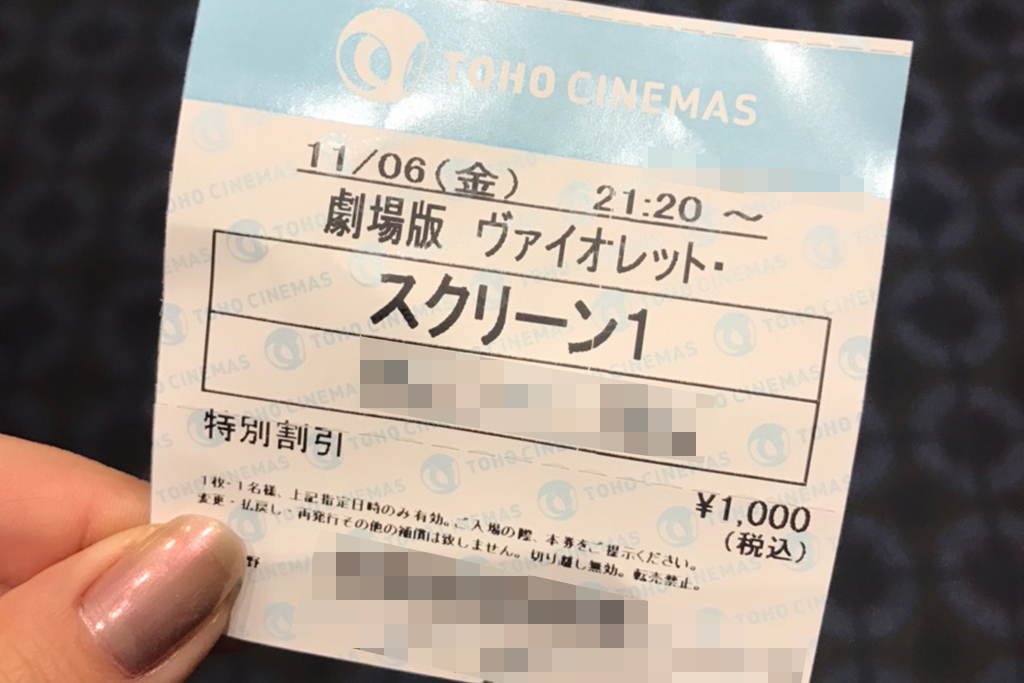 TOHO CINEMAS
11/06(金) 21:20 ～
劇場版 ヴァイオレット・
スクリーン1
特別割引
¥1,000
(税込)
1枚・1名様、上記指定日時のみ有効。ご入場の際、本券をご提示ください。
変更・払戻し・再発行その他の補償は致しません。切り離し無効。転売禁止。
野